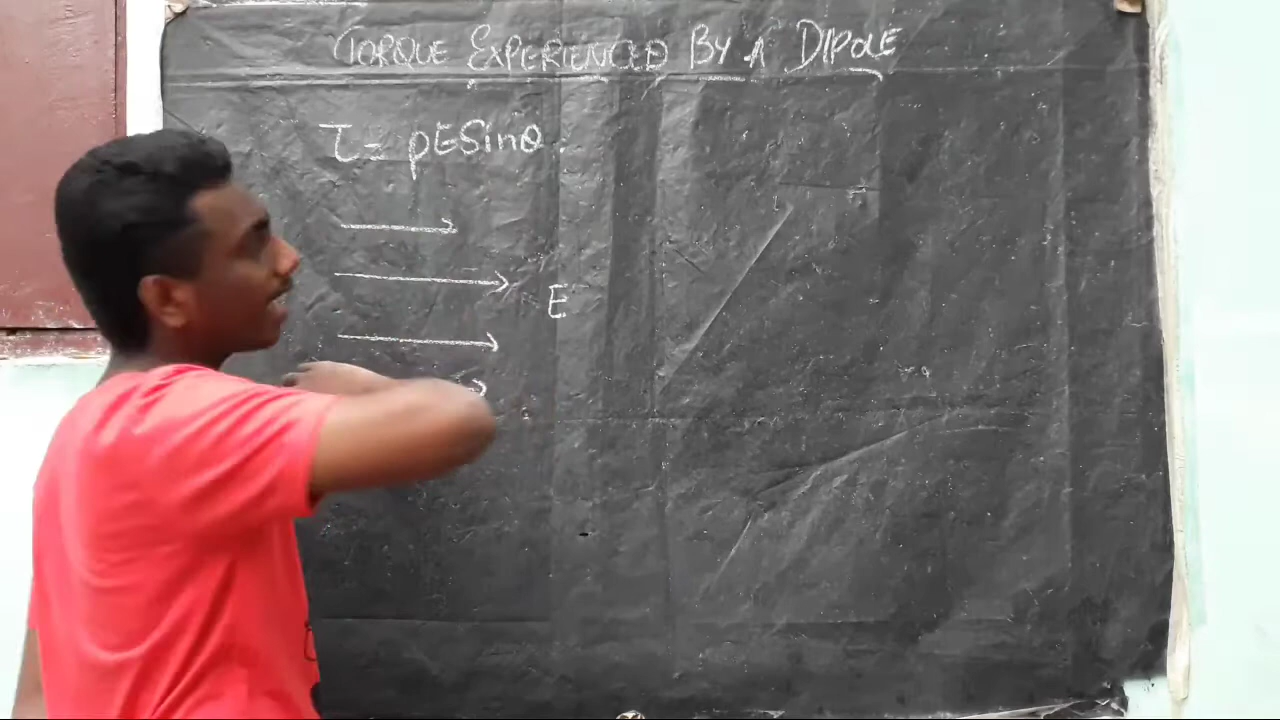 TORQUE EXPERIENCED BY A DIPOLE
τ = pESinθ.
E